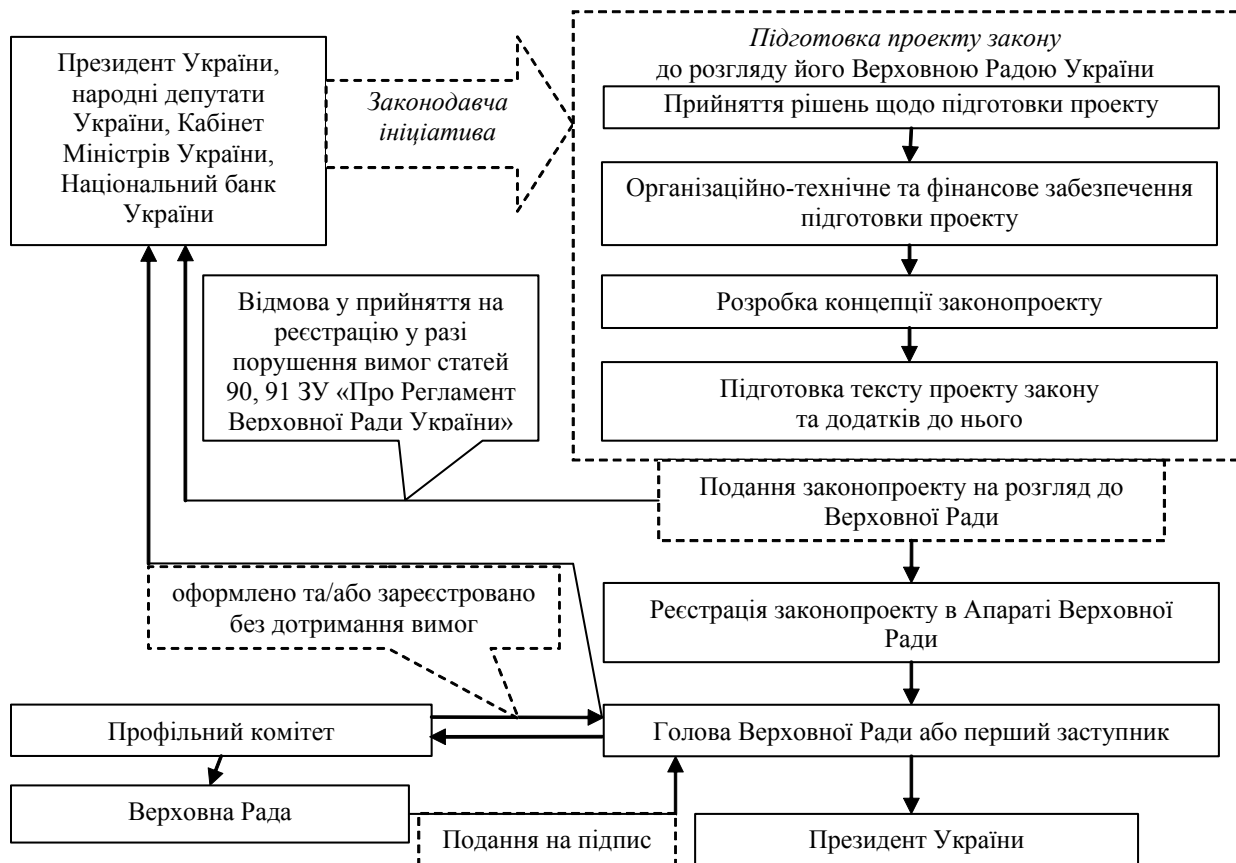 Президент України,
народні депутати
України, Кабінет
Міністрів України,
Національний банк
України
Законодавча
ініціатива
Підготовка проекту закону
до розгляду його Верховною Радою України
Прийняття рішень щодо підготовки проекту
Організаційно-технічне та фінансове забезпечення
підготовки проекту
Розробка концепції законопроекту
Підготовка тексту проекту закону
та додатків до нього
Відмова у прийняття на
реєстрацію у разі
порушення вимог статей
90, 91 ЗУ «Про Регламент
Верховної Ради України»
Подання законопроекту на розгляд до
Верховної Ради
оформлено та/або зареєстровано
без дотримання вимог
Реєстрація законопроекту в Апараті Верховної
Ради
Профільний комітет
Голова Верховної Ради або перший заступник
Верховна Рада
Подання на підпис
Президент України